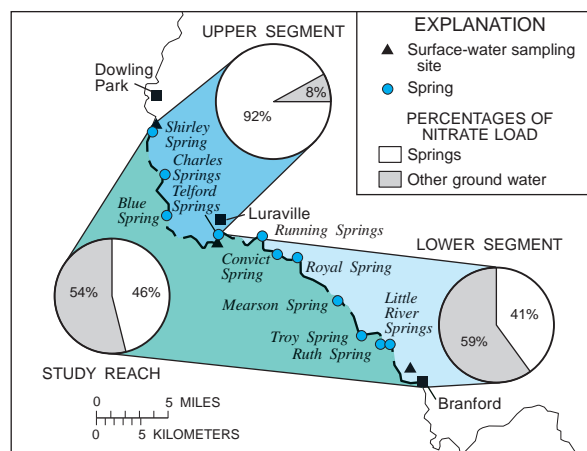 UPPER SEGMENT
92%
8%
Dowling
Park
Shirley
Spring
Charles
Springs
Telford
Springs
Blue Spring
Luraville
Running Springs
Convict
Spring
Royal Spring
Mearson Spring
Little
River
Springs
Troy Spring
Ruth Spring
Branford
LOWER SEGMENT
41%
59%
54%
46%
STUDY REACH
0 5 MILES
0 5 KILOMETERS
EXPLANATION
Surface-water sampling
site
Spring
PERCENTAGES OF
NITRATE LOAD
Springs
Other ground water